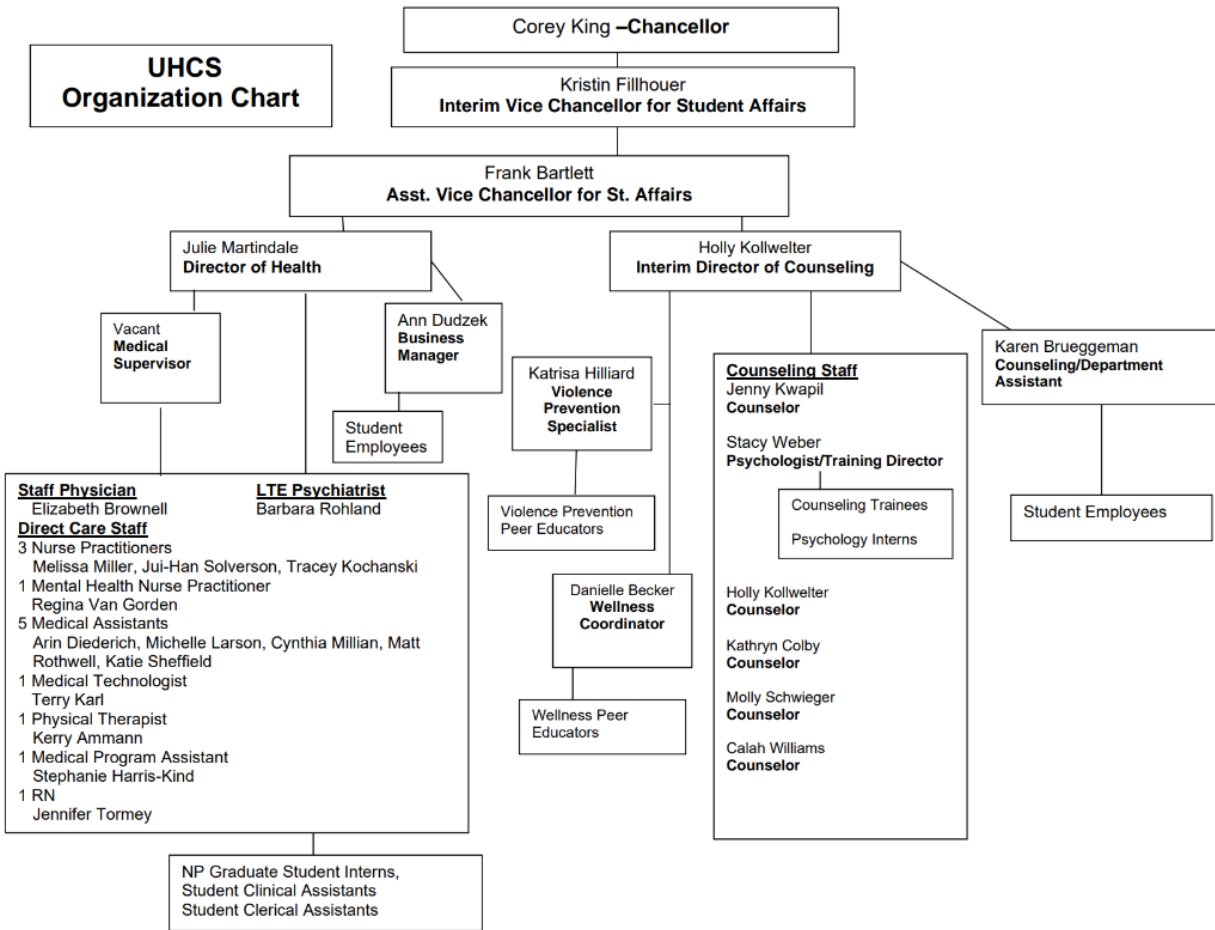 Corey King –Chancellor
UHCS
Organization Chart
Kristin Fillhouer
Interim Vice Chancellor for Student Affairs
Frank Bartlett
Asst. Vice Chancellor for St. Affairs
Julie Martindale
Director of Health
Holly Kollwelter
Interim Director of Counseling
Vacant
Medical
Supervisor
Ann Dudzek
Business
Manager
Student
Employees
Katrisa Hilliard
Violence
Prevention
Specialist
Violence Prevention
Peer Educators
Danielle Becker
Wellness
Coordinator
Wellness Peer
Educators
Counseling Staff
Jenny Kwapil
Counselor
Stacy Weber
Psychologist/Training Director
Counseling Trainees
Psychology Interns
Holly Kollwelter
Counselor
Kathryn Colby
Counselor
Molly Schwieger
Counselor
Calah Williams
Counselor
Karen Brueggeman
Counseling/Department
Assistant
Student Employees
Staff Physician LTE Psychiatrist
Elizabeth Brownell Barbara Rohland
Direct Care Staff
3 Nurse Practitioners
Melissa Miller, Jui-Han Solverson, Tracey Kochanski
1 Mental Health Nurse Practitioner
Regina Van Gorden
5 Medical Assistants
Arin Diederich, Michelle Larson, Cynthia Millian, Matt
Rothwell, Katie Sheffield
1 Medical Technologist
Terry Karl
1 Physical Therapist
Kerry Ammann
1 Medical Program Assistant
Stephanie Harris-Kind
1 RN
Jennifer Tormey
NP Graduate Student Interns,
Student Clinical Assistants
Student Clerical Assistants